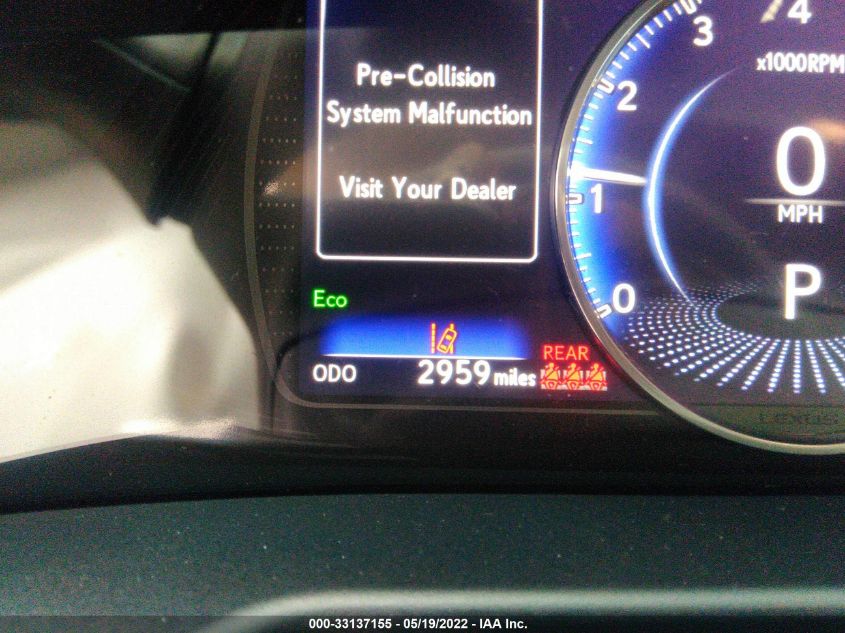 Pre-Collision
System Malfunction
Visit Your Dealer
4
3
x1000RPM
2
1
0
0
MPH
P
Eco
REAR
ODO 2959 miles
LEXUS
000-33137155 - 05/19/2022 - IAA Inc.